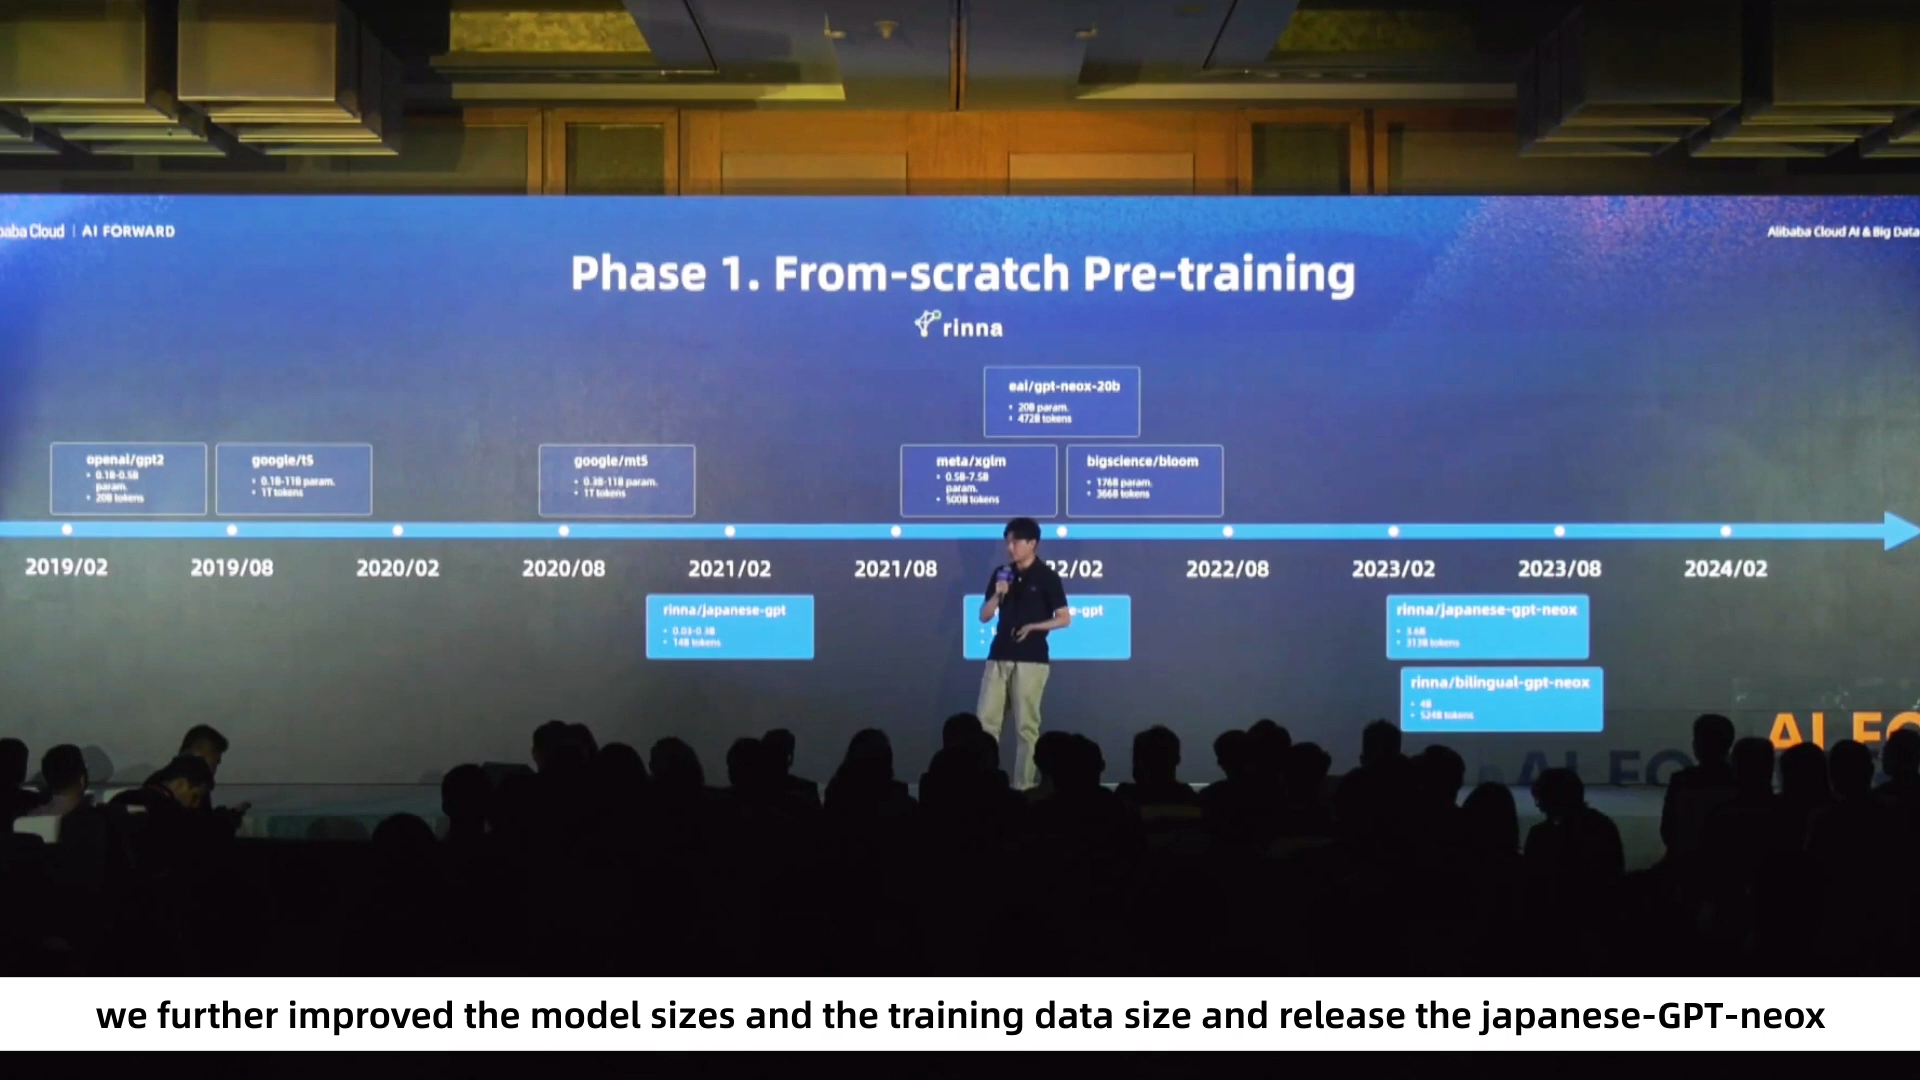 baba Cloud | AI FORWARD
Alibaba Cloud AI & Big Data
Phase 1. From-scratch Pre-training
rinna
eai/gpt-neox-20b
• 20B param.
• 472B tokens
openai/gpt2
• 0.1B-0.5B
param.
• 20B tokens
google/t5
• 0.1B-11B param.
• 1T tokens
google/mt5
• 0.3B-11B param.
• 1T tokens
meta/xglm
• 0.5B-7.5B
param.
• 500B tokens
bigscience/bloom
• 176B param.
• 366B tokens
2019/02
2019/08
2020/02
2020/08
2021/02
2021/08
22/02
2022/08
2023/02
2023/08
2024/02
rinna/japanese-gpt
• 0.03-0.3B
• 14B tokens
e-gpt
rinna/japanese-gpt-neox
• 3.6B
• 313B tokens
rinna/bilingual-gpt-neox
• 4B
• 524B tokens
AI FO
AI FO
we further improved the model sizes and the training data size and release the japanese-GPT-neox